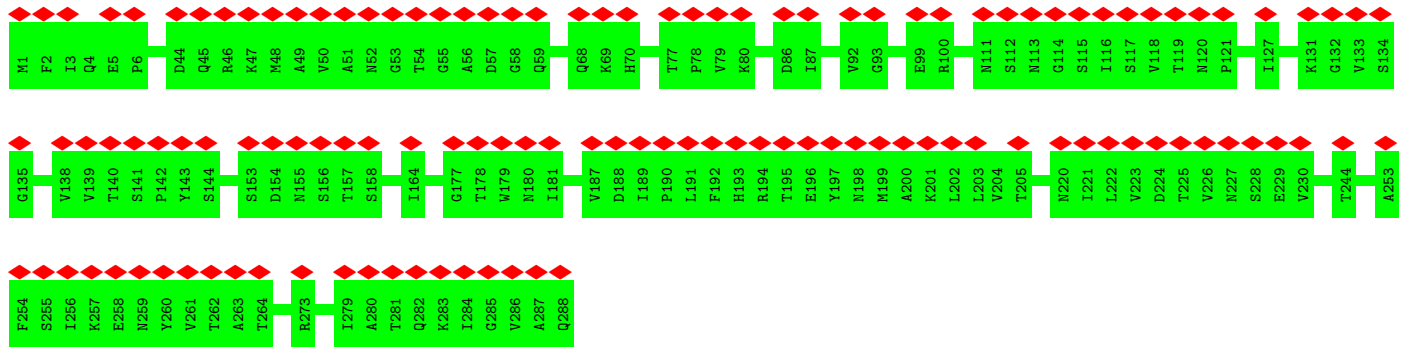 M1 F2 I3 Q4 E5 P6 D44 Q45 R46 K47 M48 A49 V50 A51 N52 G53 T54 G55 A56 D57 G58 Q59 Q68 K69 H70 T77 P78 V79 K80 D86 I87 V92 G93 E99 R100 N111 S112 N113 G114 S115 I116 S117 V118 T119 N120 P121 I127 K131 G132 V133 S134
G135 V138 V139 T140 S141 P142 Y143 S144 S153 D154 N155 S156 T157 S158 I164 G177 T178 W179 N180 I181 V187 D188 I189 P190 L191 F192 H193 R194 T195 E196 Y197 N198 M199 A200 K201 L202 L203 V204 T205 N220 I221 L222 V223 D224 T225 V226 N227 S228 E229 V230 T244 A253
F254 S255 I256 K257 E258 N259 Y260 V261 T262 A263 T264 R273 I279 A280 T281 Q282 K283 I284 G285 V286 A287 Q288